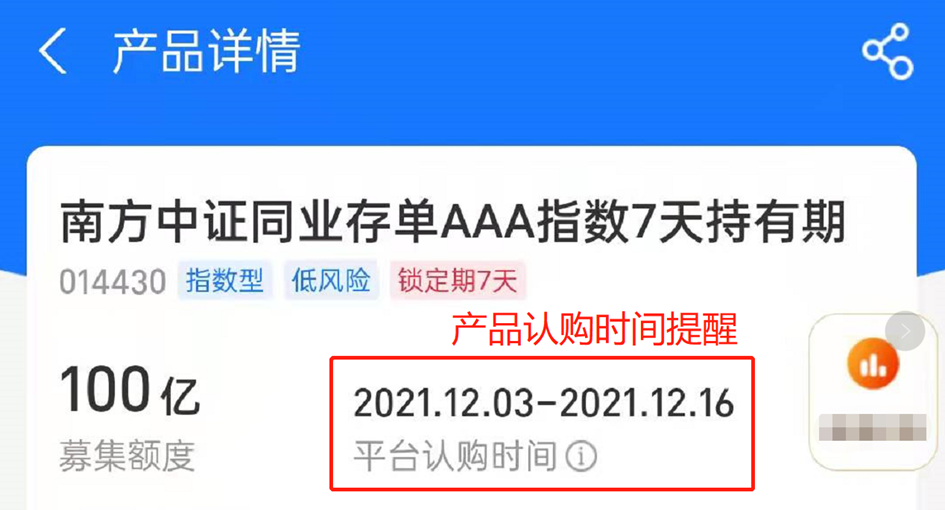 产品详情
南方中证同业存单AAA指数7天持有期
014430 指数型 低风险 锁定期7天
产品认购时间提醒
100亿
2021.12.03-2021.12.16
募集额度
平台认购时间